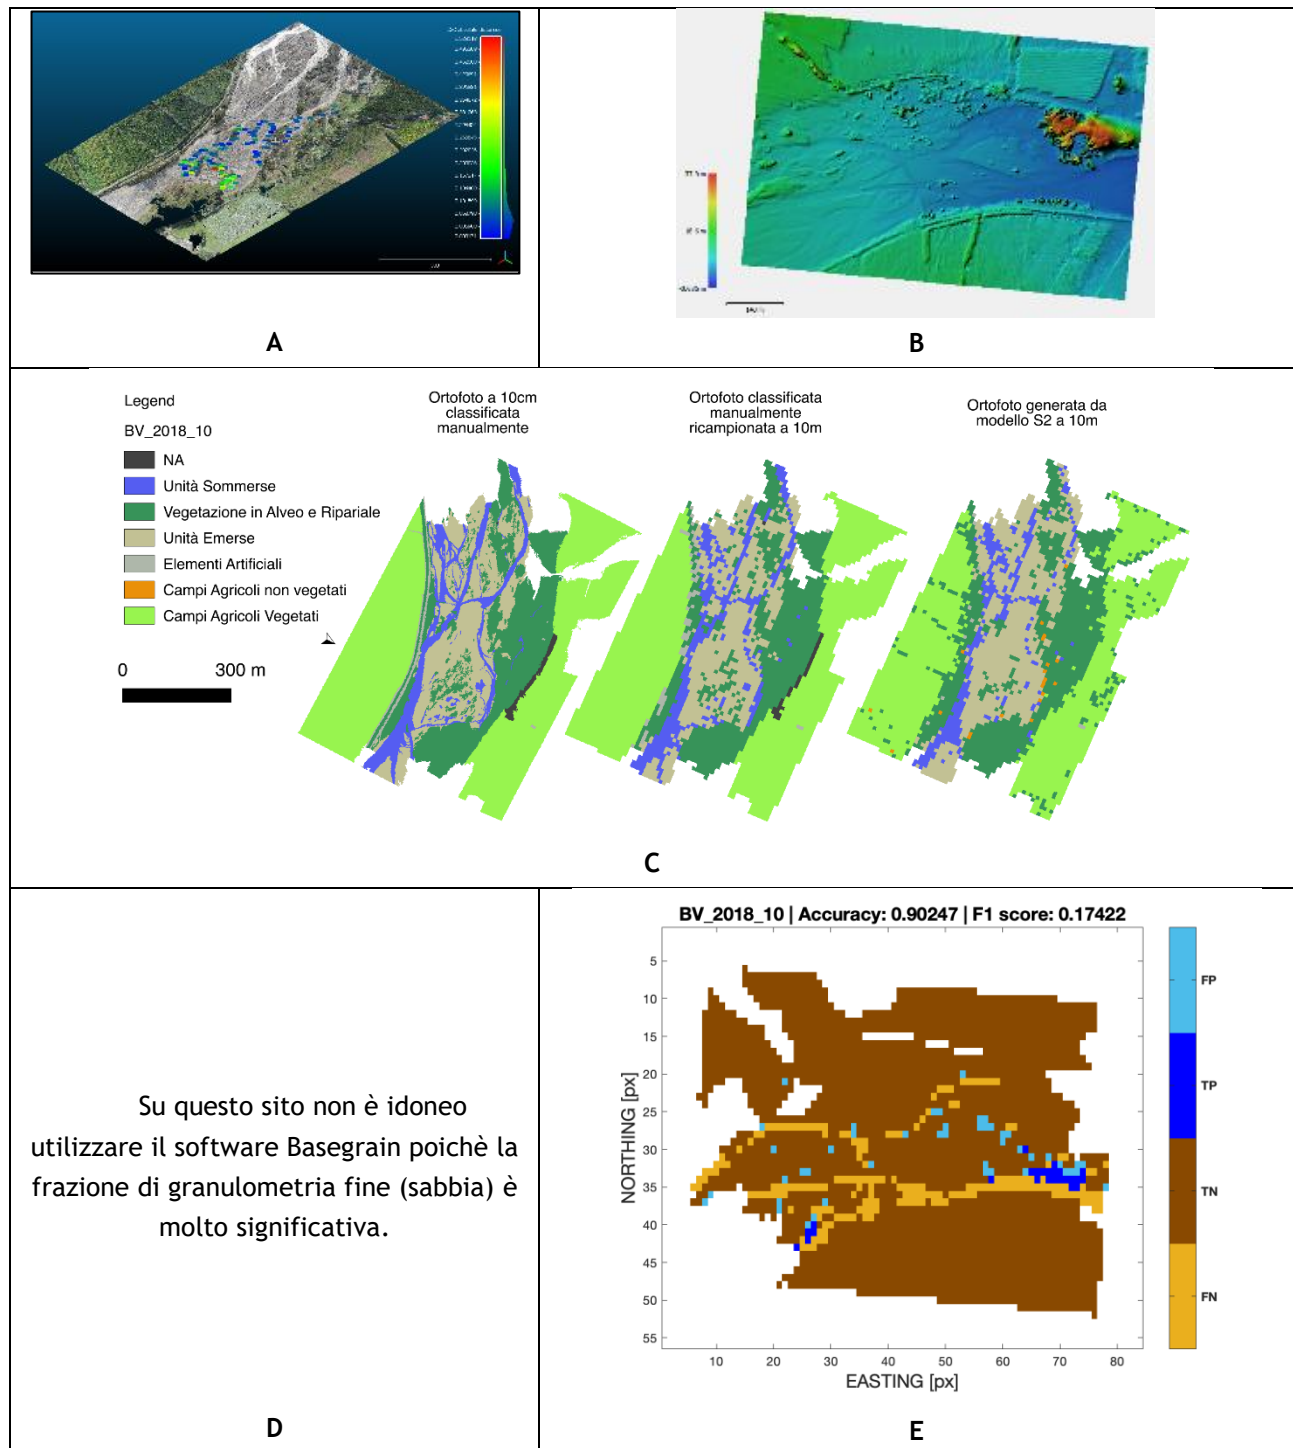 A
B
Legend
BV_2018_10
NA
Unità Sommerse
Vegetazione in Alveo e Ripariale
Unità Emerse
Elementi Artificiali
Campi Agricoli non vegetati
Campi Agricoli Vegetati
0 300 m
Ortofoto a 10cm
classificata
manualmente
Ortofoto classificata
manualmente
ricampionata a 10m
Ortofoto generata da
modello S2 a 10m
C
Su questo sito non è idoneo
utilizzare il software Basegrain poichè la
frazione di granulometria fine (sabbia) è
molto significativa.
D
BV_2018_10 | Accuracy: 0.90247 | F1 score: 0.17422
NORTHING [px]
5
10
15
20
25
30
35
40
45
50
55
10 20 30 40 50 60 70 80
EASTING [px]
FP
TP
TN
FN
E